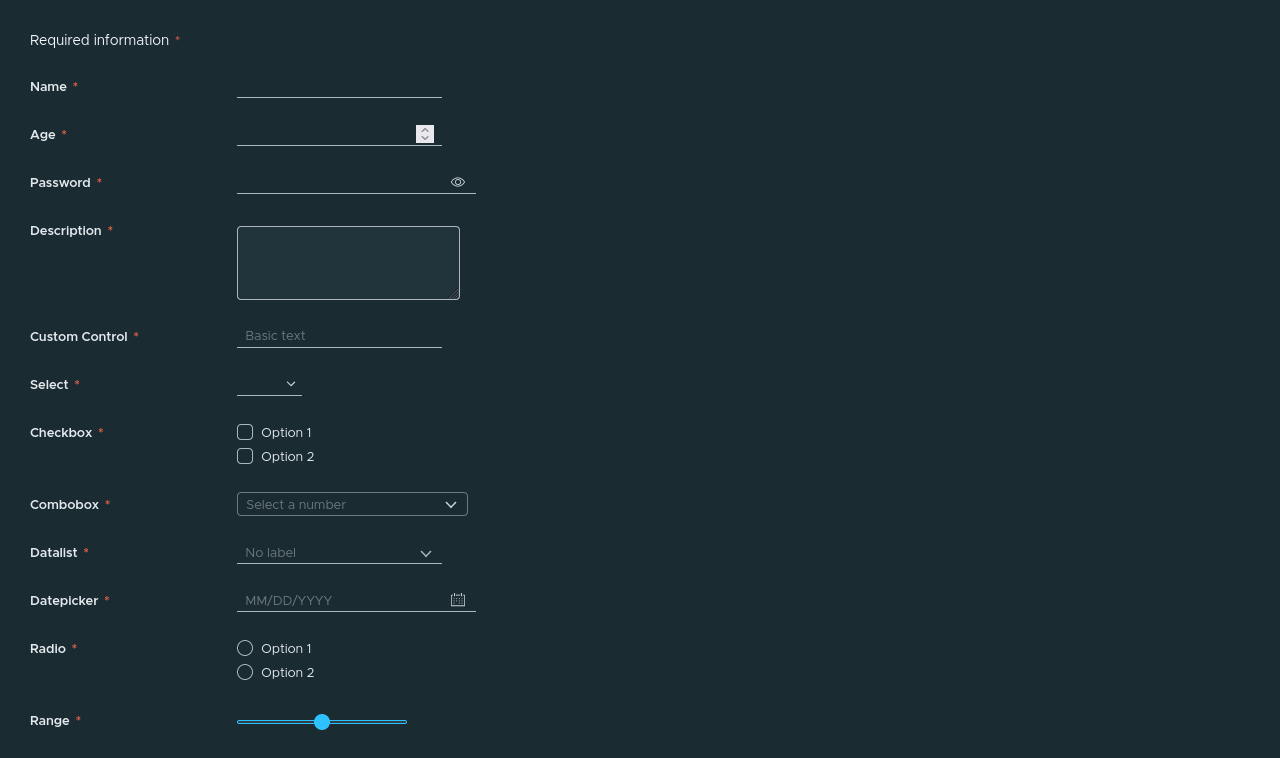 Required information *
Name *
Age *
Password *
Description *
Custom Control * Basic text
Select *
Checkbox * Option 1
Option 2
Combobox * Select a number
Datalist * No label
Datepicker * MM/DD/YYYY
Radio * Option 1
Option 2
Range *